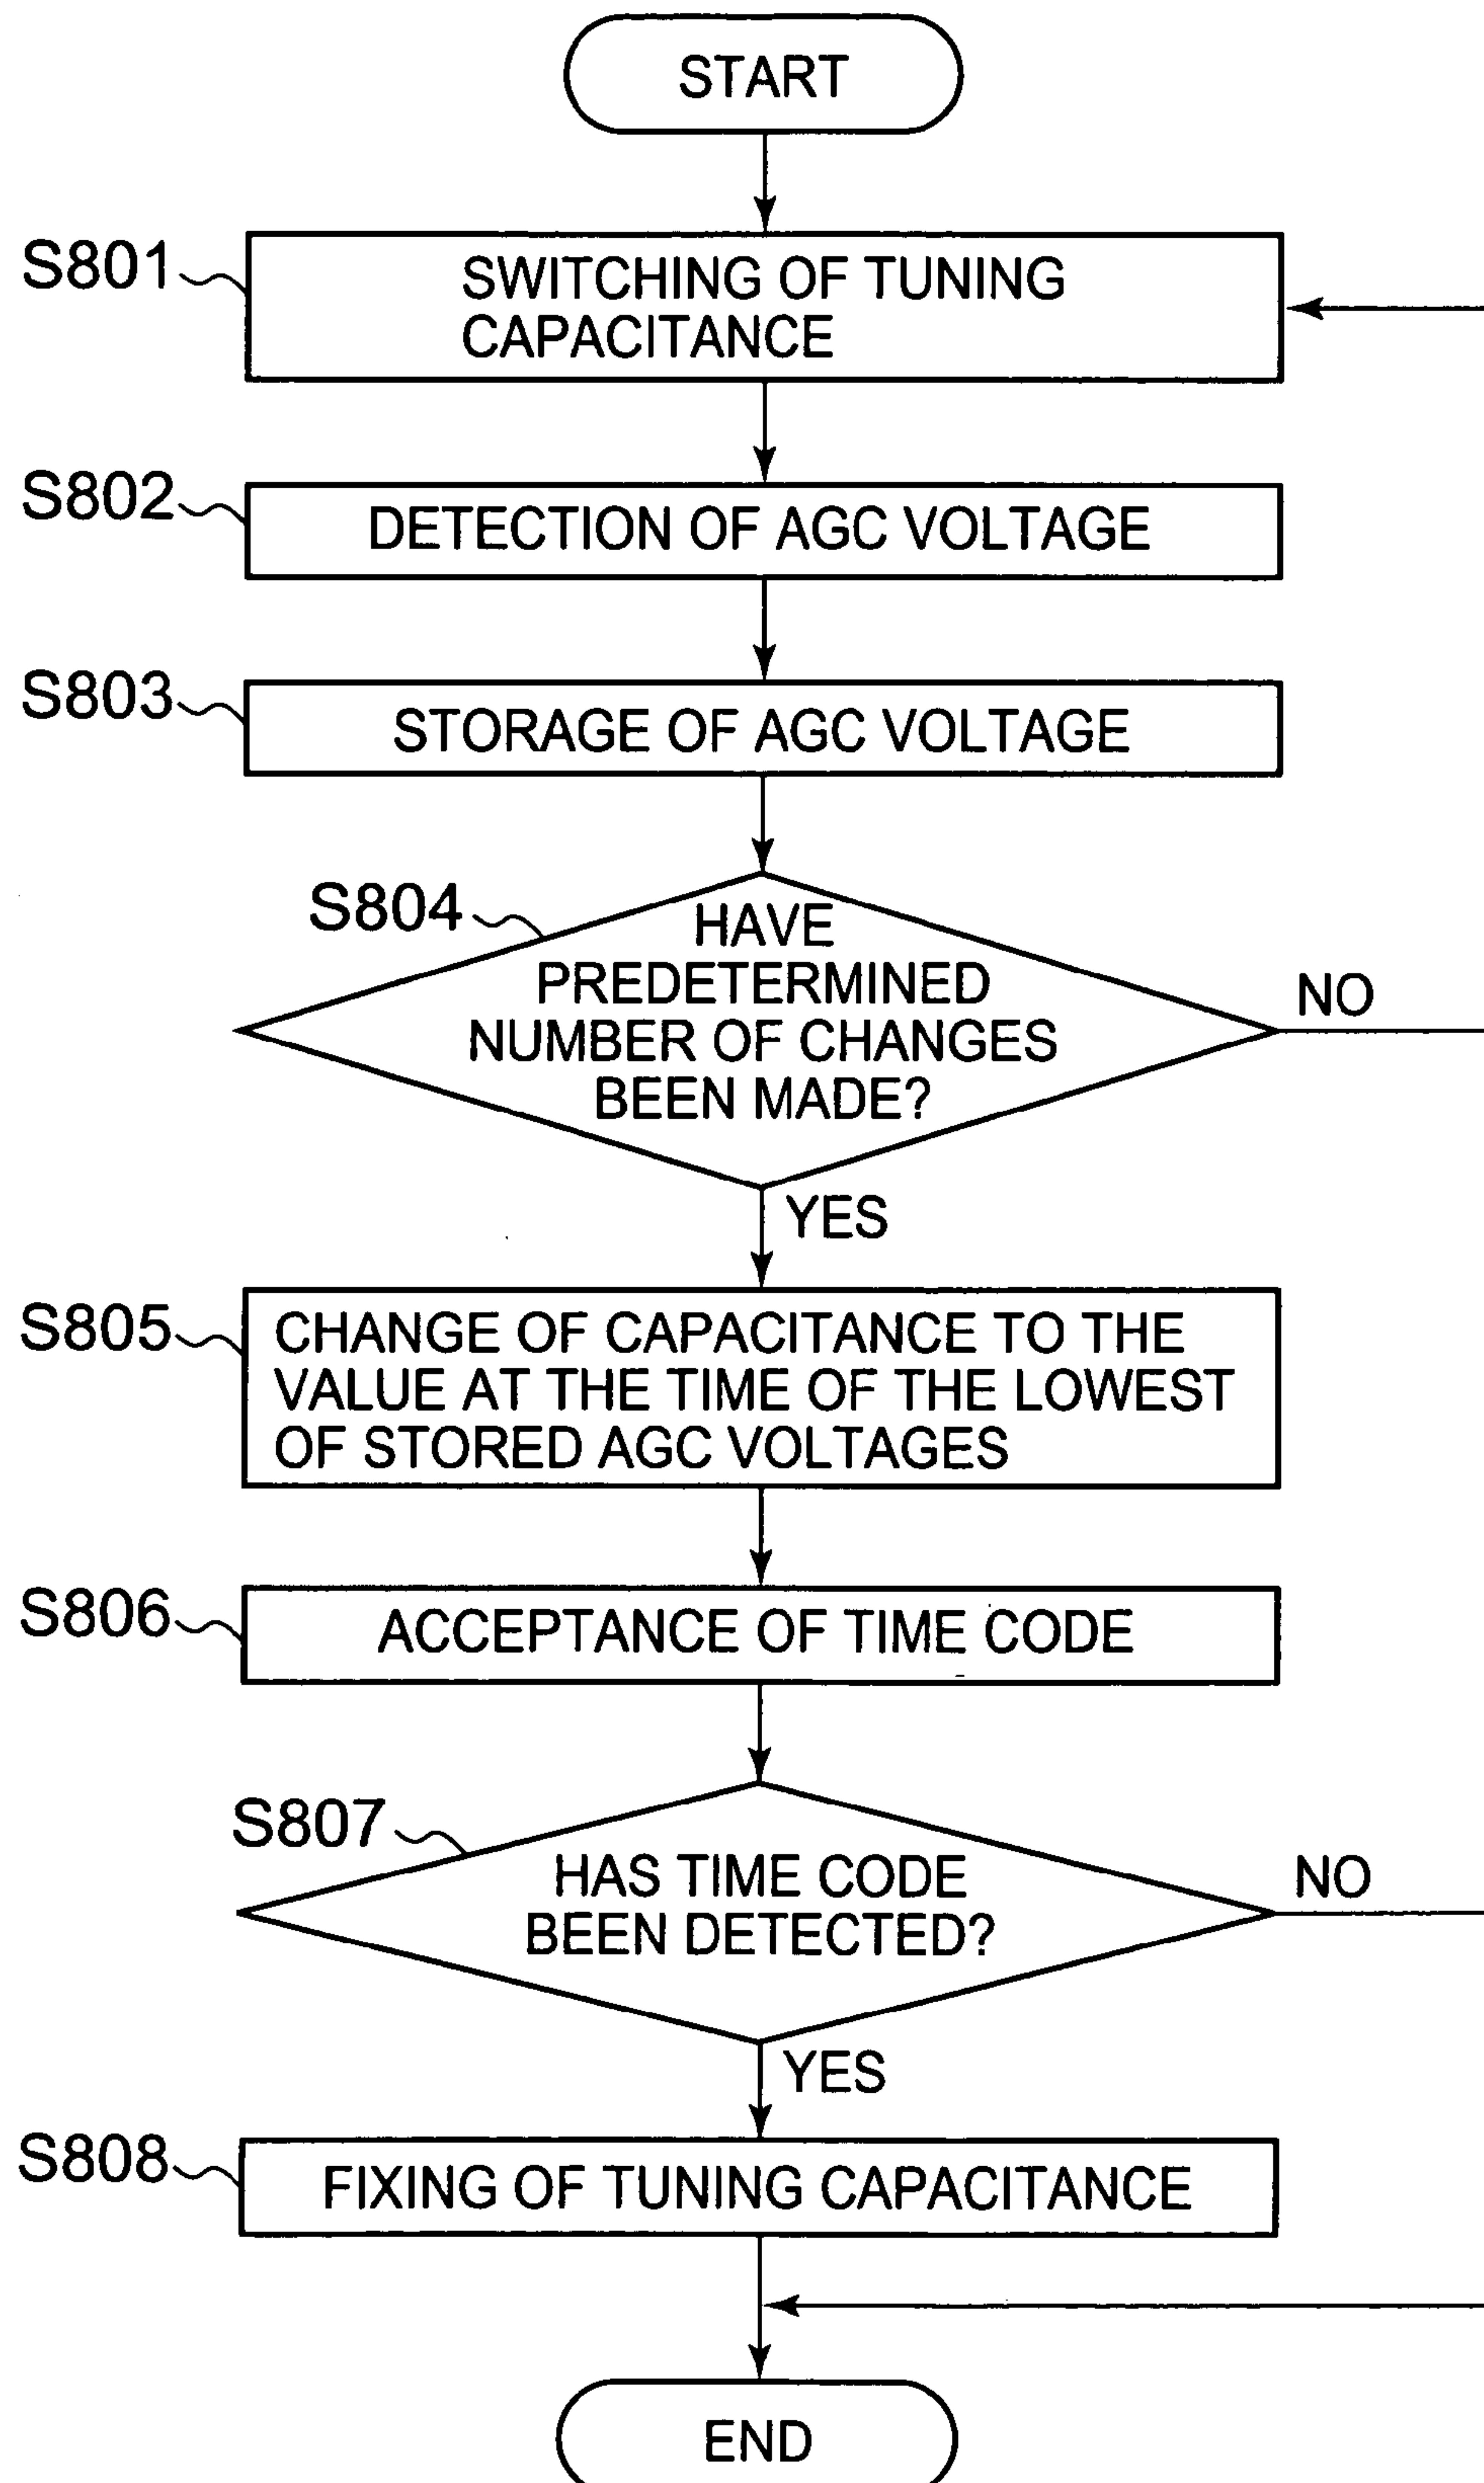 START
S801
SWITCHING OF TUNING
CAPACITANCE
S802
DETECTION OF AGC VOLTAGE
S803
STORAGE OF AGC VOLTAGE
S804
HAVE
PREDETERMINED
NUMBER OF CHANGES
BEEN MADE?
NO
YES
S805
CHANGE OF CAPACITANCE TO THE
VALUE AT THE TIME OF THE LOWEST
OF STORED AGC VOLTAGES
S806
ACCEPTANCE OF TIME CODE
S807
HAS TIME CODE
BEEN DETECTED?
NO
YES
S808
FIXING OF TUNING CAPACITANCE
END